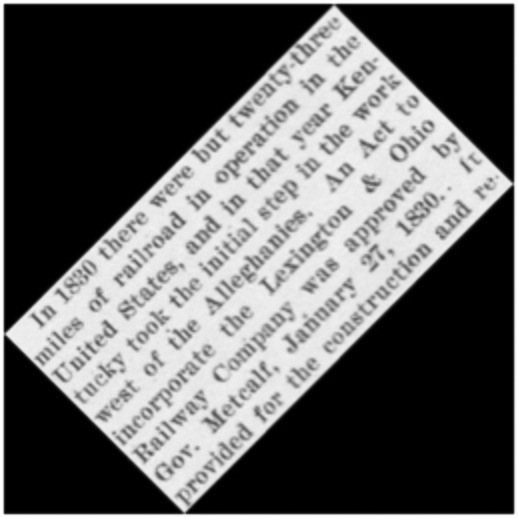 In 1830 there were but twenty-three
miles of railroad in operation in the
United States, and in that year Ken-
tucky took the initial step in the work
west of the Alleghanies. An Act to
incorporate the Lexington & Ohio
Railway Company was approved by
Gov. Metcalf, January 27, 1830. It
provided for the construction and re-